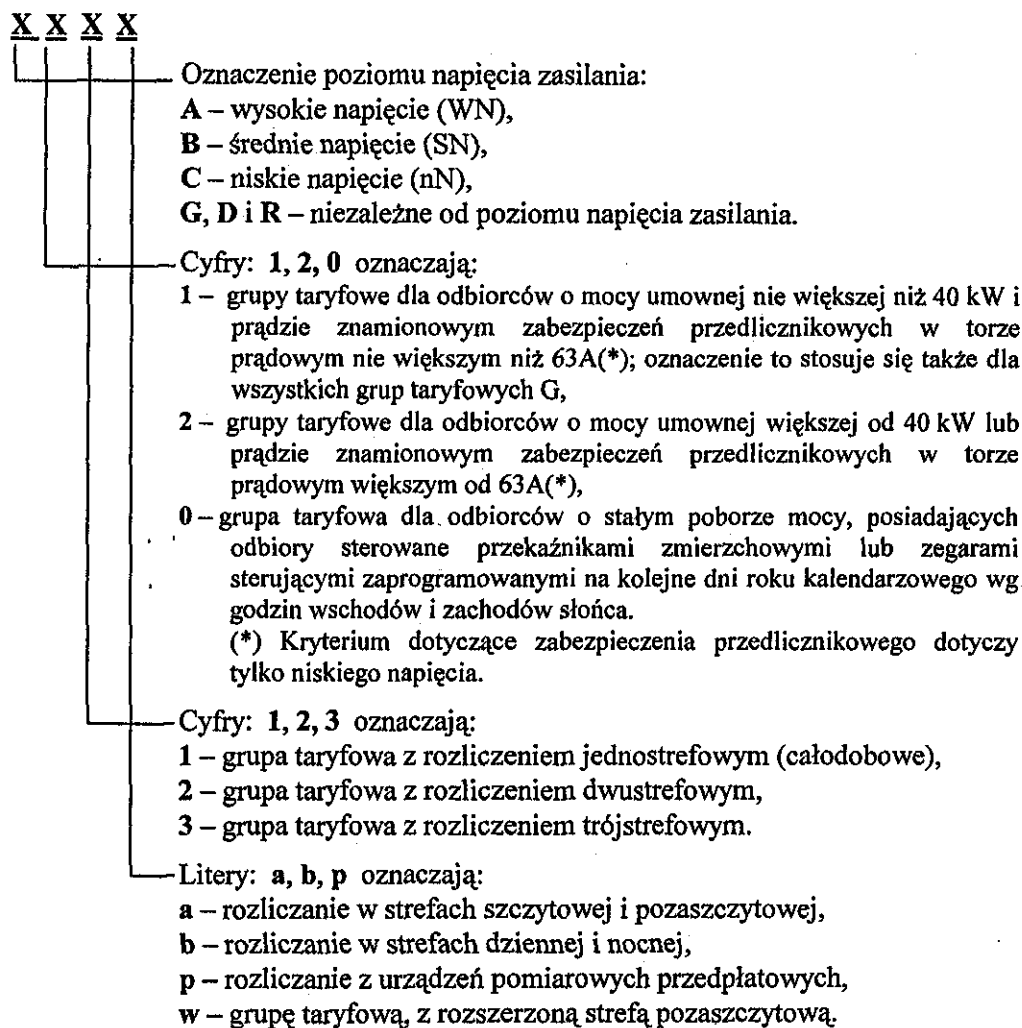 X X X X
Oznaczenie poziomu napięcia zasilania:
A – wysokie napięcie (WN),
B – średnie napięcie (SN),
C – niskie napięcie (nN),
G, D i R – niezależne od poziomu napięcia zasilania.
Cyfry: 1, 2, 0 oznaczają:
1 – grupy taryfowe dla odbiorców o mocy umownej nie większej niż 40 kW i
prądzie znamionowym zabezpieczeń przedlicznikowych w torze
prądowym nie większym niż 63A(*); oznaczenie to stosuje się także dla
wszystkich grup taryfowych G,
2 – grupy taryfowe dla odbiorców o mocy umownej większej od 40 kW lub
prądzie znamionowym zabezpieczeń przedlicznikowych w torze
prądowym większym od 63A(*),
0 – grupa taryfowa dla odbiorców o stałym poborze mocy, posiadających
odbiory sterowane przekaźnikami zmierzchowymi lub zegarami
sterującymi zaprogramowanymi na kolejne dni roku kalendarzowego wg
godzin wschodów i zachodów słońca.
(*) Kryterium dotyczące zabezpieczenia przedlicznikowego dotyczy
tylko niskiego napięcia.
Cyfry: 1, 2, 3 oznaczają:
1 – grupa taryfowa z rozliczeniem jednostrefowym (całodobowe),
2 – grupa taryfowa z rozliczeniem dwustrefowym,
3 – grupa taryfowa z rozliczeniem trójstrefowym.
Litery: a, b, p oznaczają:
a – rozliczanie w strefach szczytowej i pozaszczytowej,
b – rozliczanie w strefach dziennej i nocnej,
p – rozliczanie z urządzeń pomiarowych przedpłatowych,
w – grupę taryfową, z rozszerzoną strefą pozaszczytową.